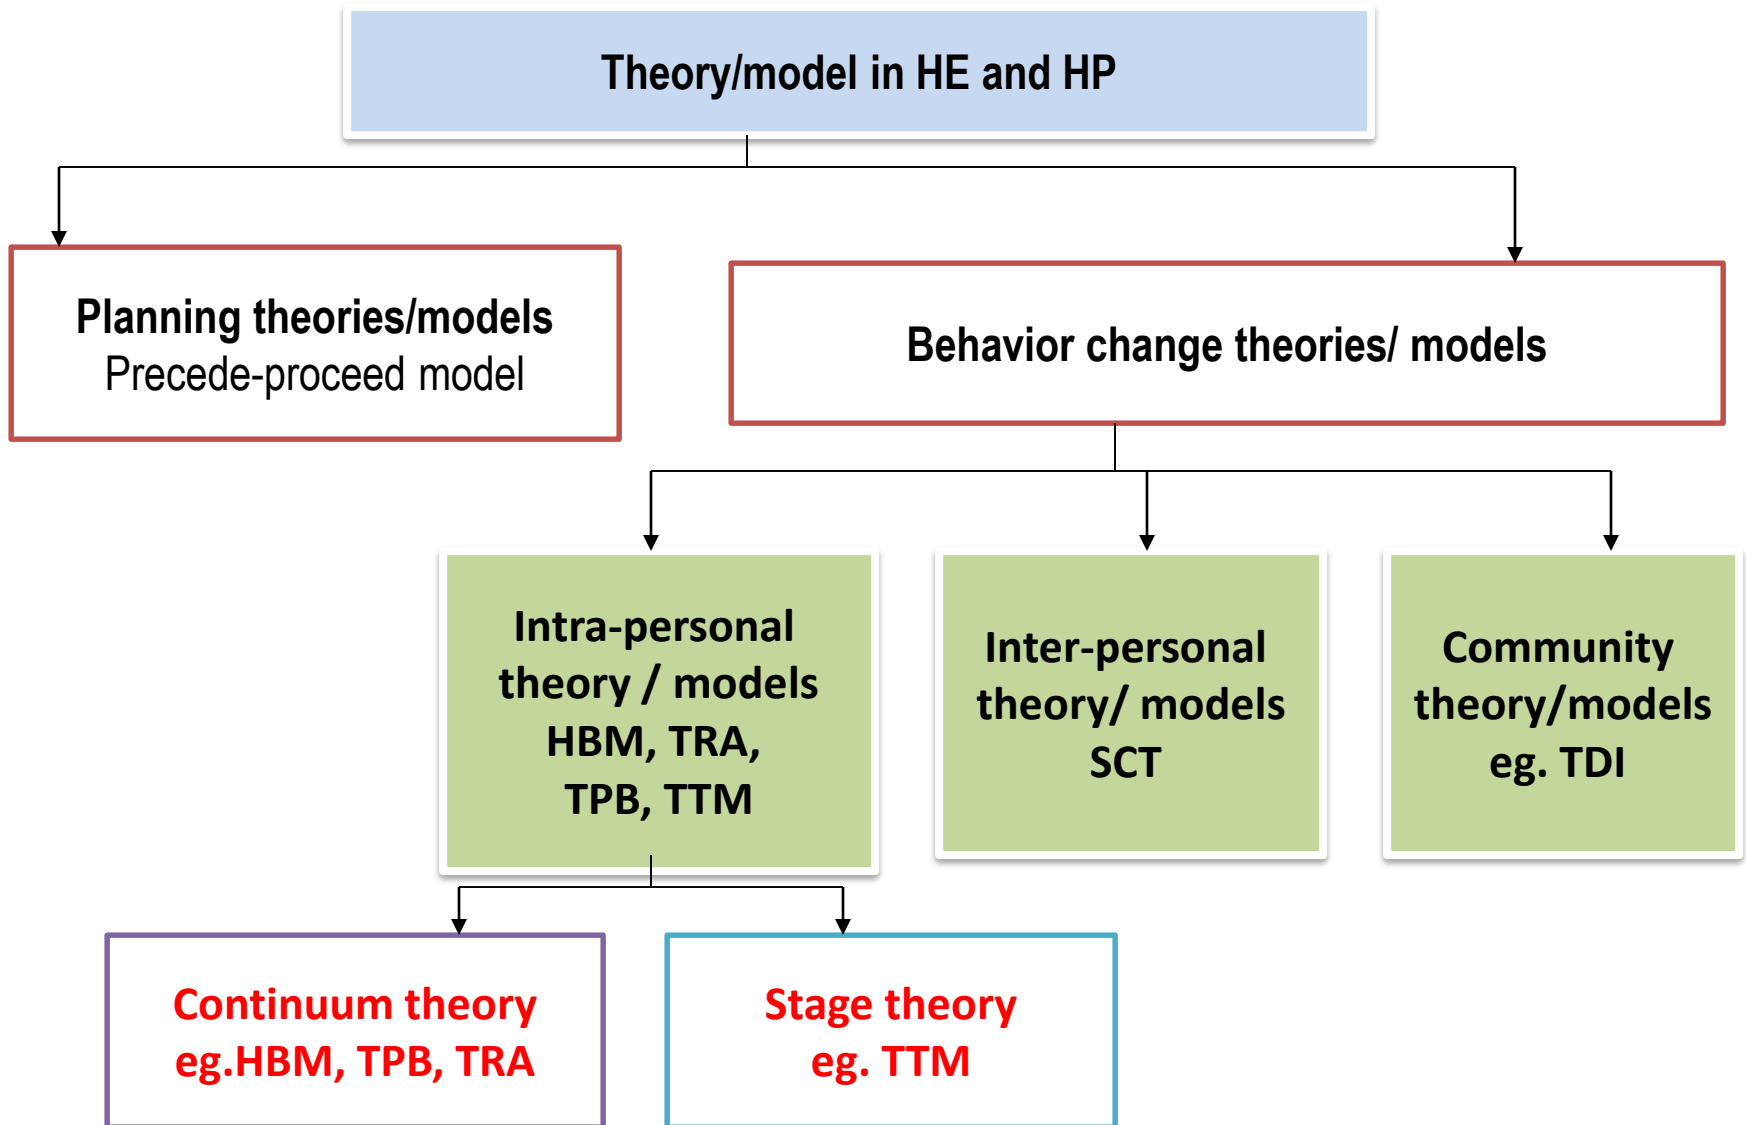 Theory/model in HE and HP
Planning theories/models
Precede-proceed model
Behavior change theories/ models
Intra-personal
theory / models
HBM, TRA,
TPB, TTM
Inter-personal
theory/ models
SCT
Community
theory/models
eg. TDI
Continuum theory
eg.HBM, TPB, TRA
Stage theory
eg. TTM